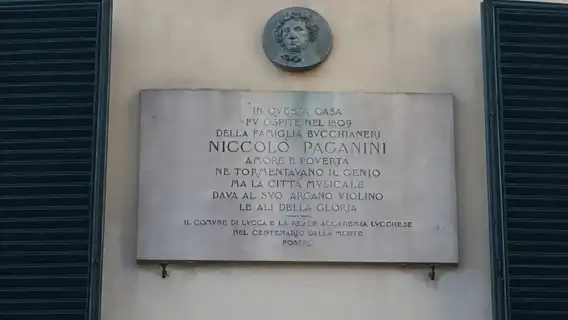 IN QVESTA CASA
FV OSPITE NEL 1809
DELLA FAMIGLIA BVCCHIANERI
NICCOLÒ PAGANINI
AMORE E POVERTÀ
NE TORMENTAVANO IL GENIO
MA LA CITTÀ MVSICALE
DAVA AL SVO ARCANO VIOLINO
LE ALI DELLA GLORIA
IL COMVNE DI LVCCA E LA REALE ACCADEMIA LVCCHESE
NEL CENTENARIO DALLA MORTE
POSERO